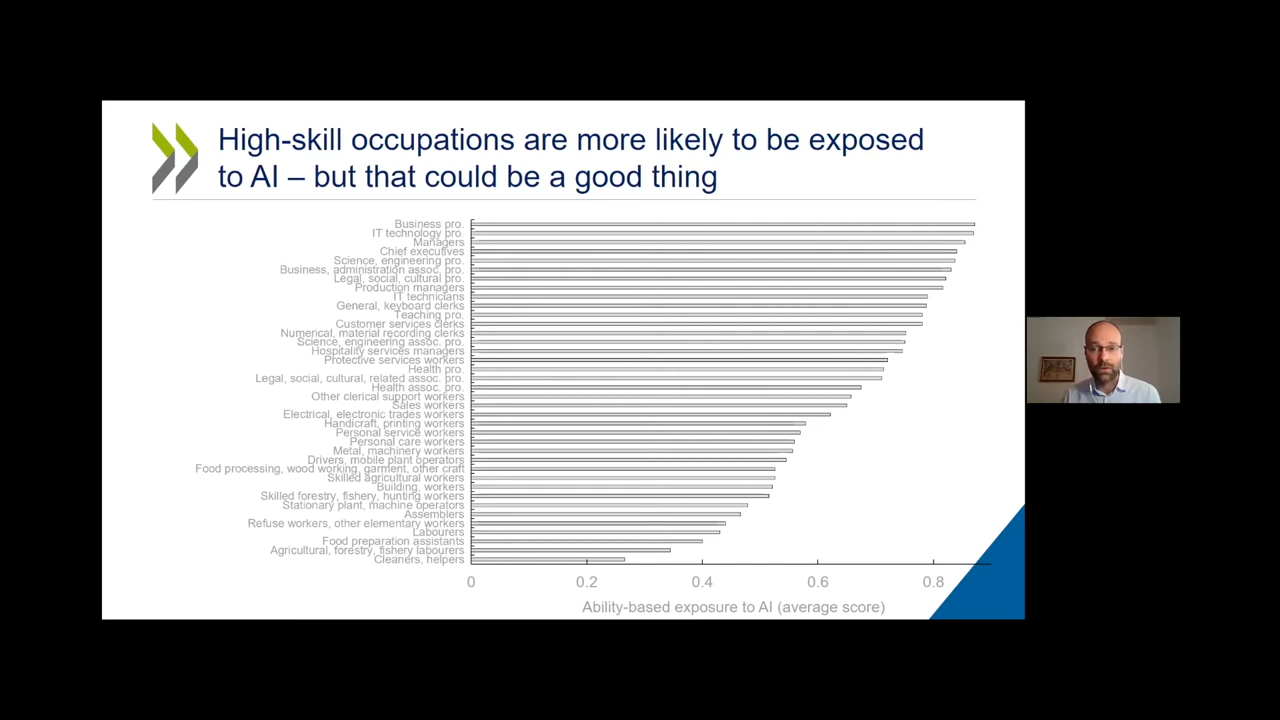 High-skill occupations are more likely to be exposed
to AI – but that could be a good thing
Business pro.
IT technology pro.
Managers
Chief executives
Science, engineering pro.
Business, administration assoc. pro.
Legal, social, cultural pro.
Production managers
IT technicians
General, keyboard clerks
Teaching pro.
Customer services clerks
Numerical, material recording clerks
Science, engineering assoc. pro.
Hospitality services managers
Protective services workers
Health pro.
Legal, social, cultural, related assoc. pro.
Health assoc. pro.
Other clerical support workers
Sales workers
Electrical, electronic trades workers
Handicraft, printing workers
Personal service workers
Personal care workers
Metal, machinery workers
Drivers, mobile plant operators
Food processing, wood working, garment, other craft
Skilled agricultural workers
Building, workers
Skilled forestry, fishery, hunting workers
Stationary plant, machine operators
Assemblers
Refuse workers, other elementary workers
Labourers
Food preparation assistants
Agricultural, forestry, fishery labourers
Cleaners, helpers
0 0.2 0.4 0.6 0.8
Ability-based exposure to AI (average score)